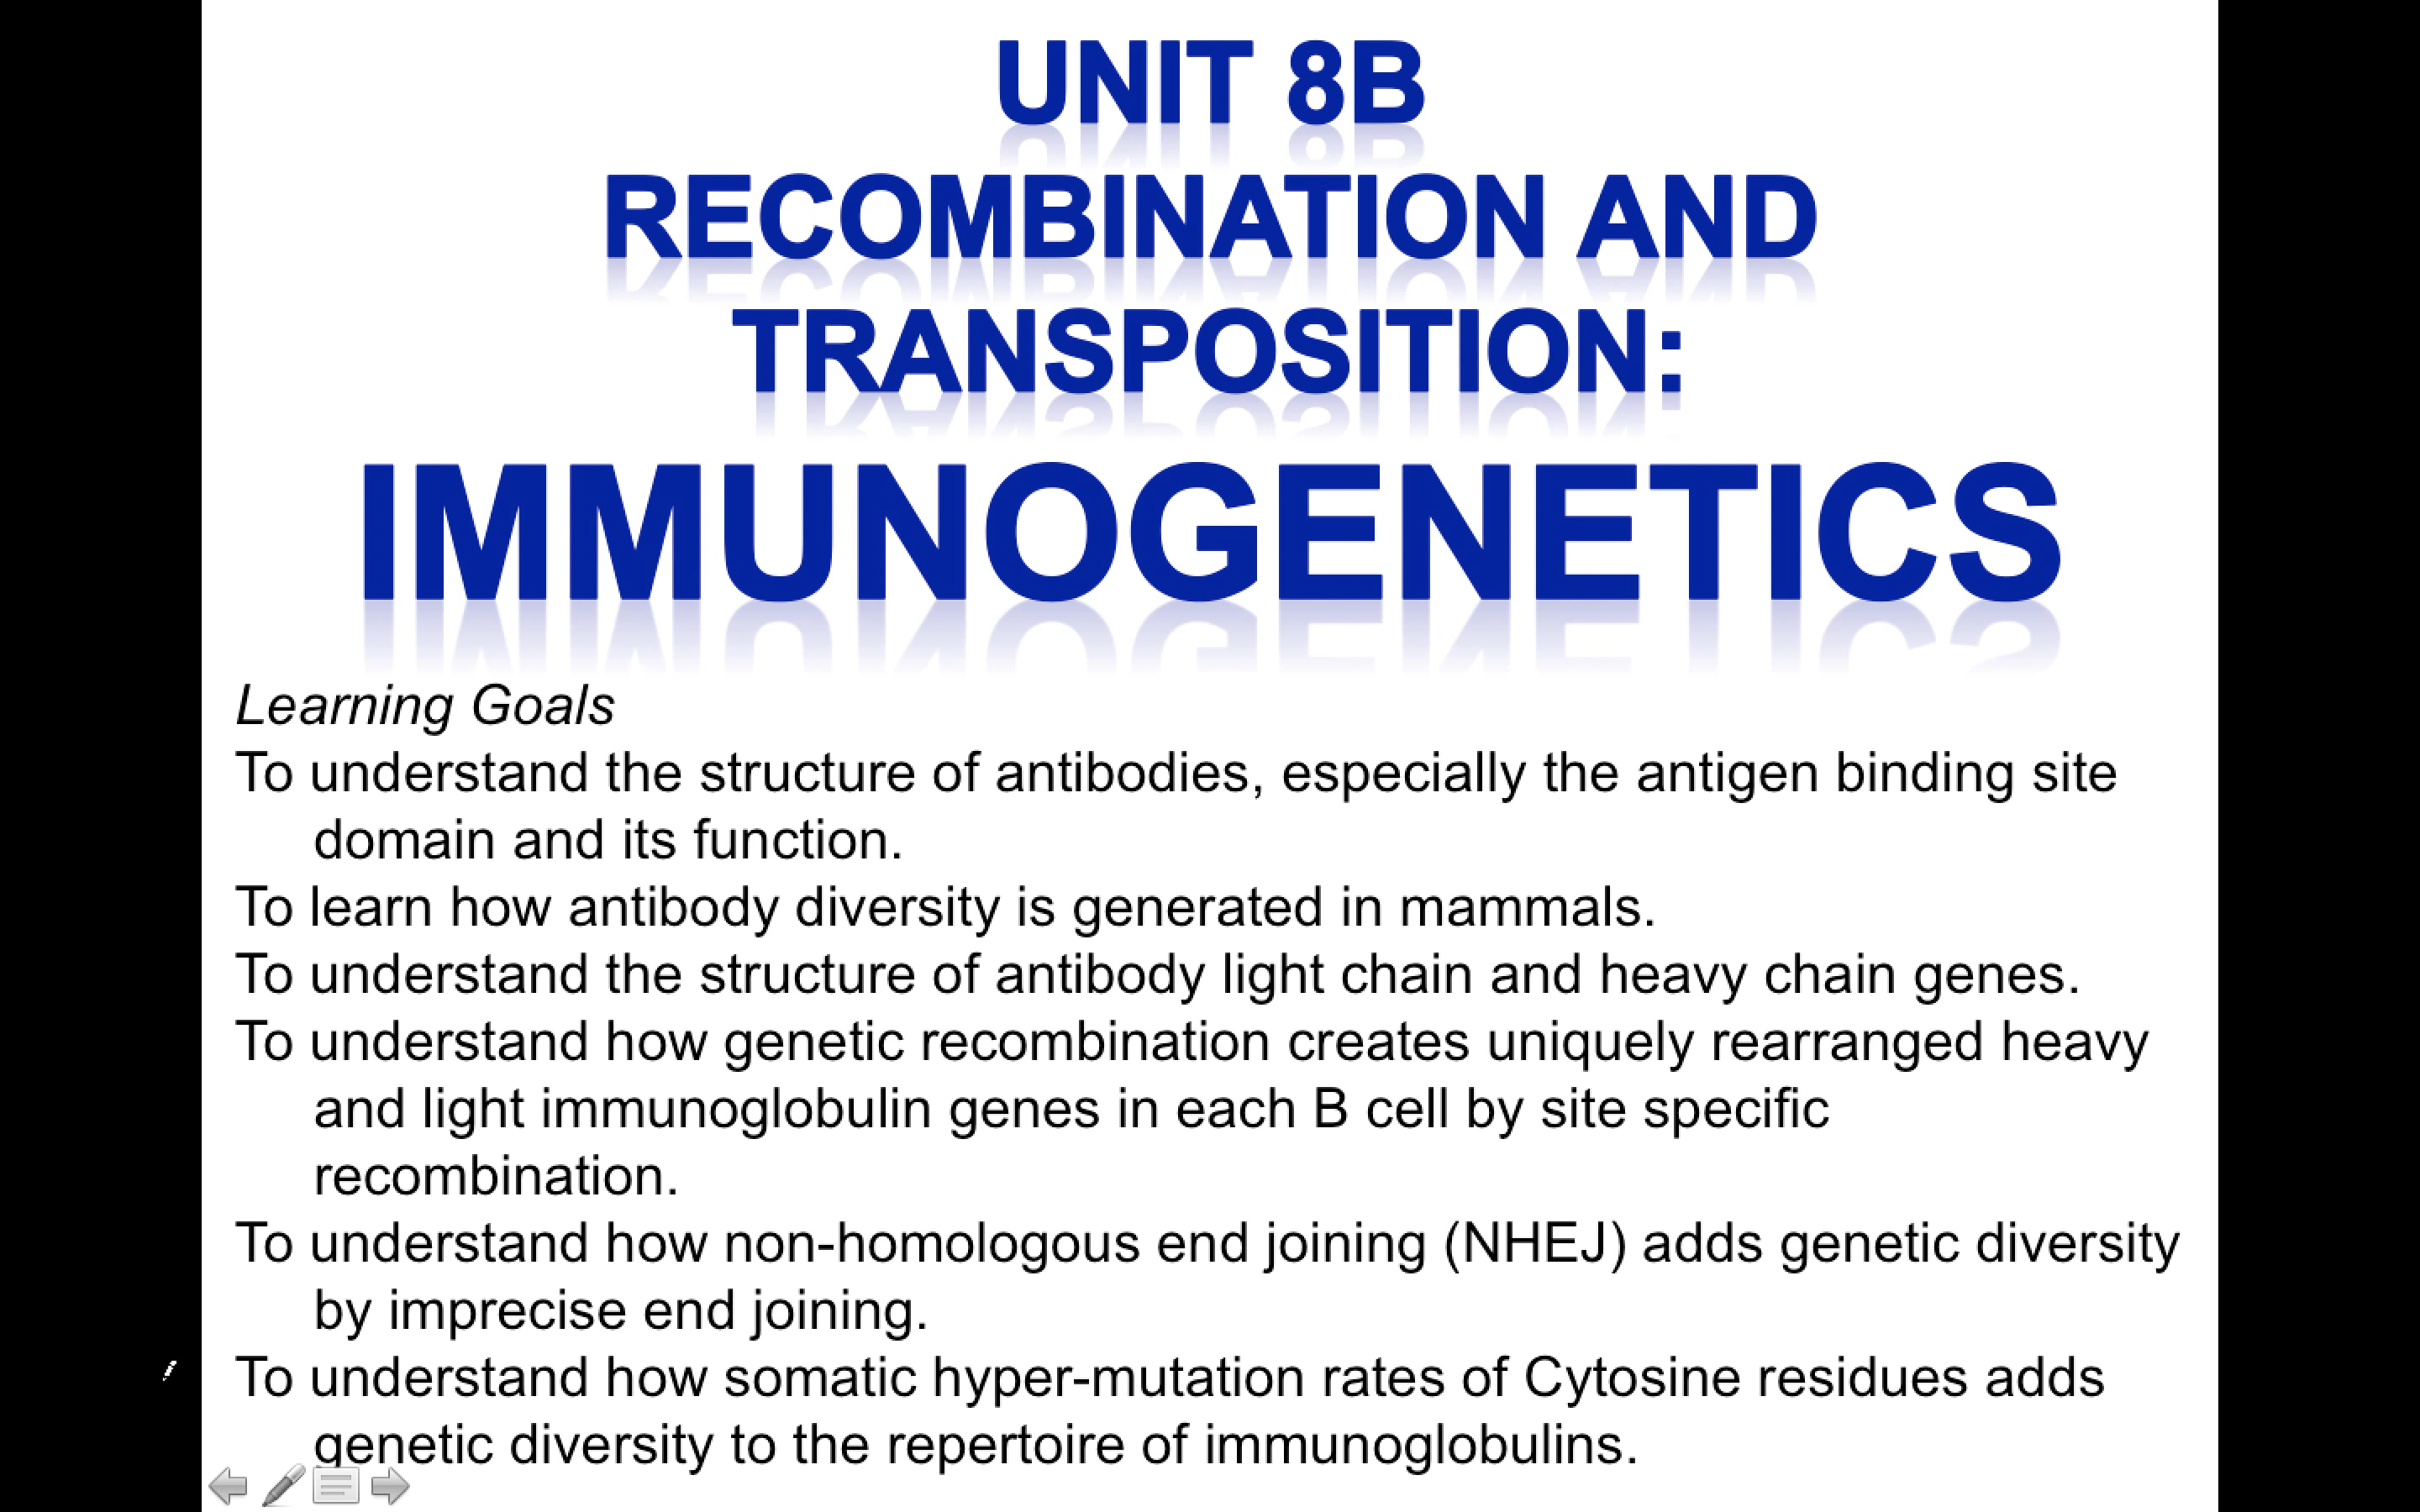 UNIT 8B
RECOMBINATION AND
TRANSPOSITION:
IMMUNOGENETICS
Learning Goals
To understand the structure of antibodies, especially the antigen binding site
domain and its function.
To learn how antibody diversity is generated in mammals.
To understand the structure of antibody light chain and heavy chain genes.
To understand how genetic recombination creates uniquely rearranged heavy
and light immunoglobulin genes in each B cell by site specific
recombination.
To understand how non-homologous end joining (NHEJ) adds genetic diversity
by imprecise end joining.
To understand how somatic hyper-mutation rates of Cytosine residues adds
genetic diversity to the repertoire of immunoglobulins.